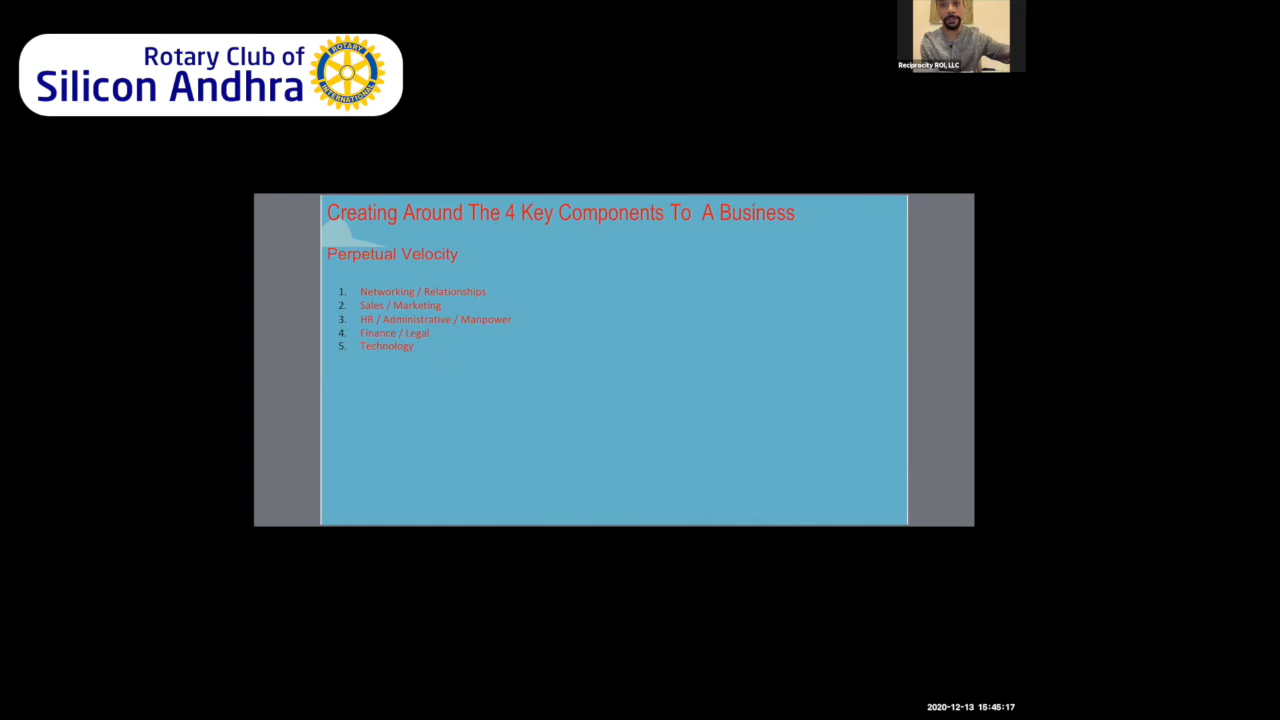 Rotary Club of
Silicon Andhra
ROTARY
INTERNATIONAL
Reciprocity ROI, LLC
Creating Around The 4 Key Components To A Business
Perpetual Velocity
1. Networking / Relationships
2. Sales / Marketing
3. HR / Administrative / Manpower
4. Finance / Legal
5. Technology
2020-12-13 15:45:17